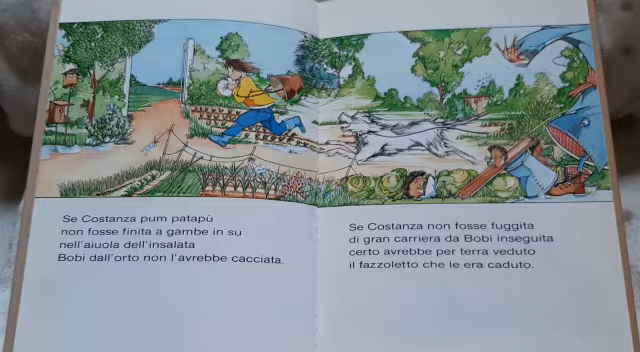 Se Costanza pum patapù
non fosse finita a gambe in su
nell'aiuola dell'insalata
Bobi dall'orto non l'avrebbe cacciata.
Se Costanza non fosse fuggita
di gran carriera da Bobi inseguita
certo avrebbe per terra veduto
il fazzoletto che le era caduto.